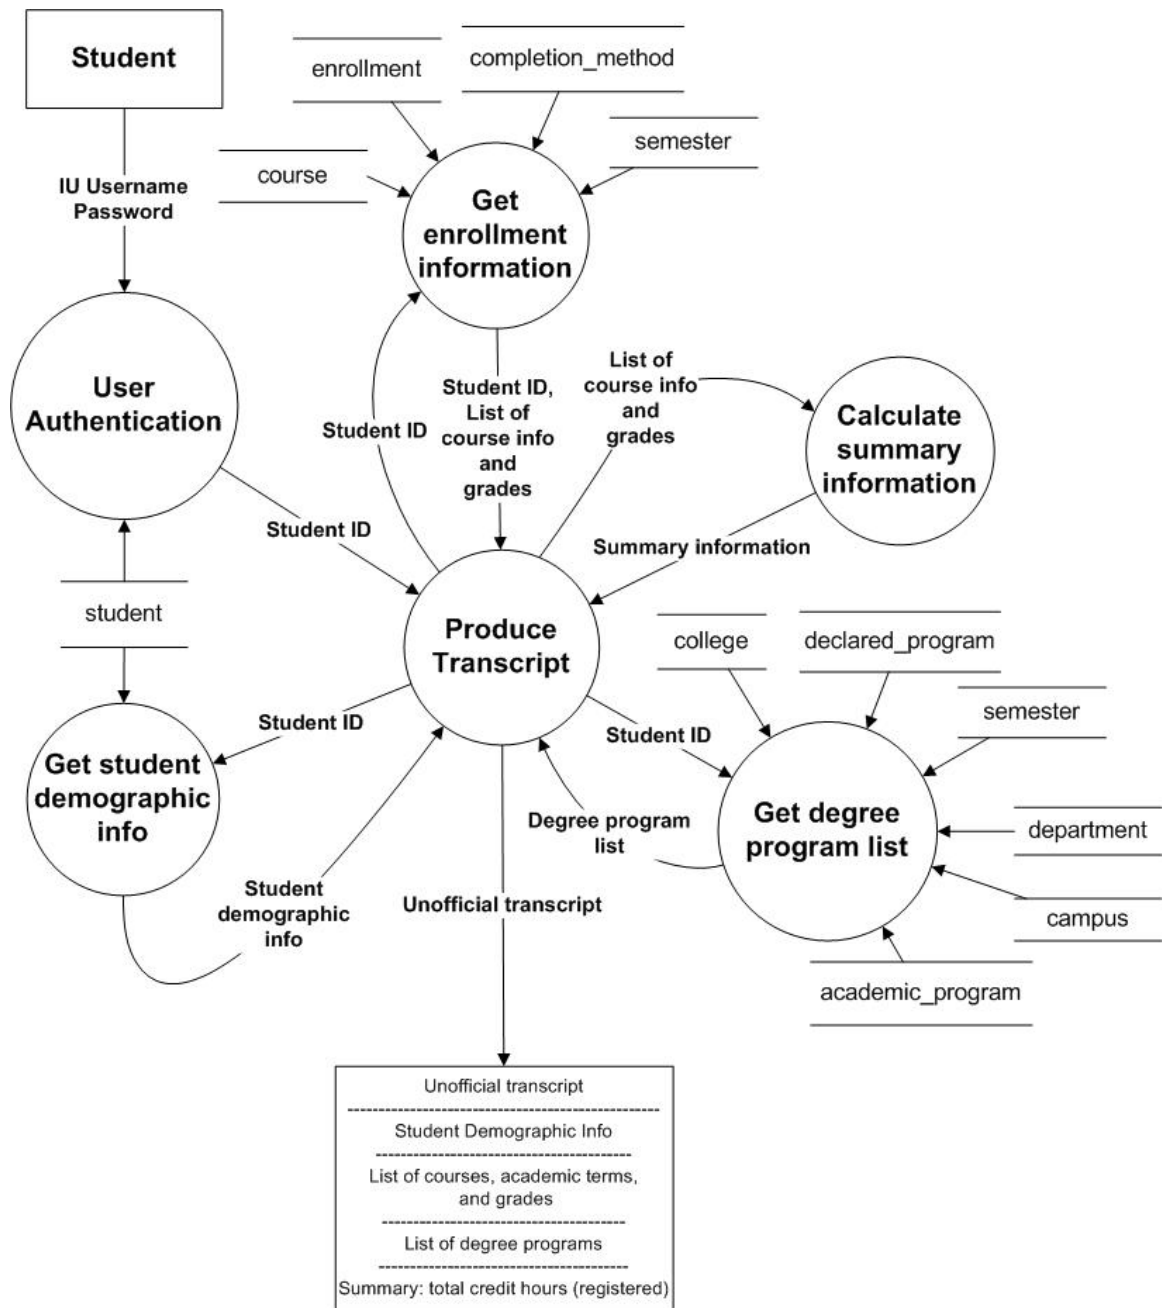 Student
enrollment
completion_method
semester
course
IU Username
Password
Get
enrollment
information
User
Authentication
Student ID
Student ID,
List of
course info
and
grades
List of
course info
and
grades
Calculate
summary
information
Student ID
Summary information
student
Produce
Transcript
college
declared_program
semester
Student ID
Student ID
Get student
demographic
info
Degree program
list
Get degree
program list
department
campus
academic_program
Student
demographic
info
Unofficial transcript
Unofficial transcript
--------------------------------------------------
Student Demographic Info
-----------------------------------------
List of courses, academic terms,
and grades
---------------------------------------
List of degree programs
----------------------------------------
Summary: total credit hours (registered)